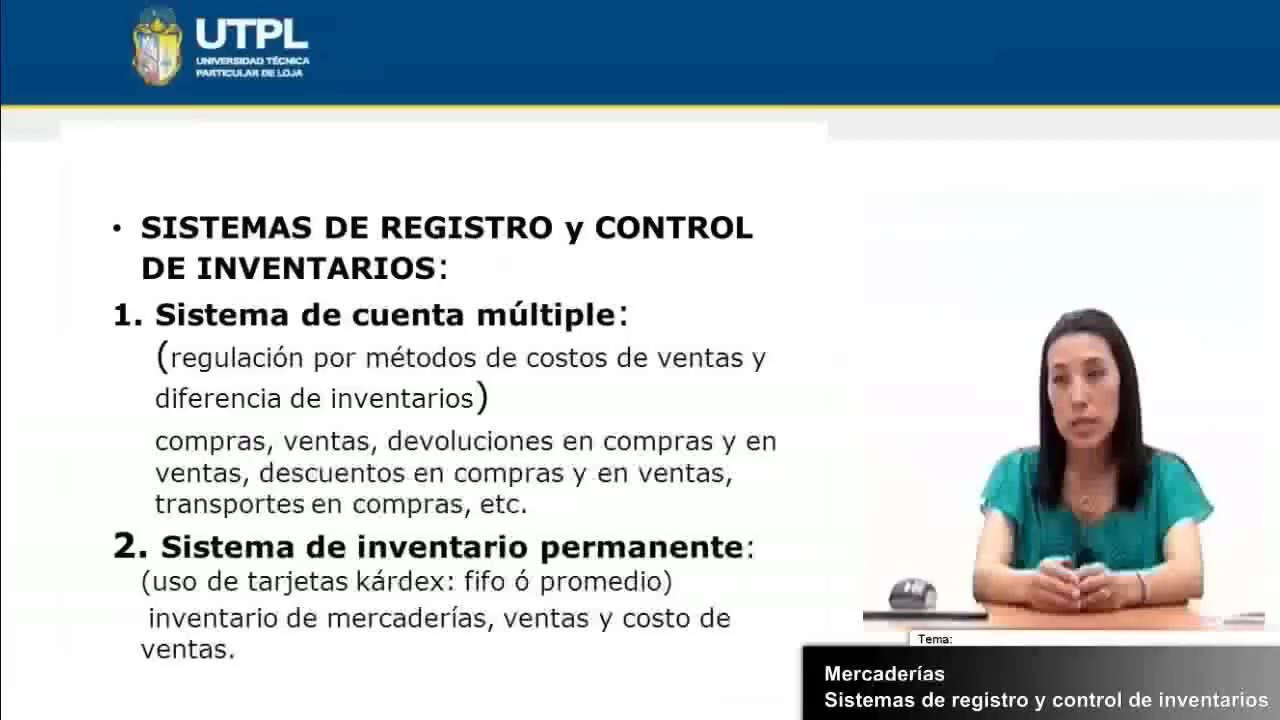 UTPL
UNIVERSIDAD TÉCNICA
PARTICULAR DE LOJA
• SISTEMAS DE REGISTRO y CONTROL
DE INVENTARIOS:
1. Sistema de cuenta múltiple:
(regulación por métodos de costos de ventas y
diferencia de inventarios)
compras, ventas, devoluciones en compras y en
ventas, descuentos en compras y en ventas,
transportes en compras, etc.
2. Sistema de inventario permanente:
(uso de tarjetas kárdex: fifo ó promedio)
inventario de mercaderías, ventas y costo de
ventas.
Tema:
Mercaderías
Sistemas de registro y control de inventarios